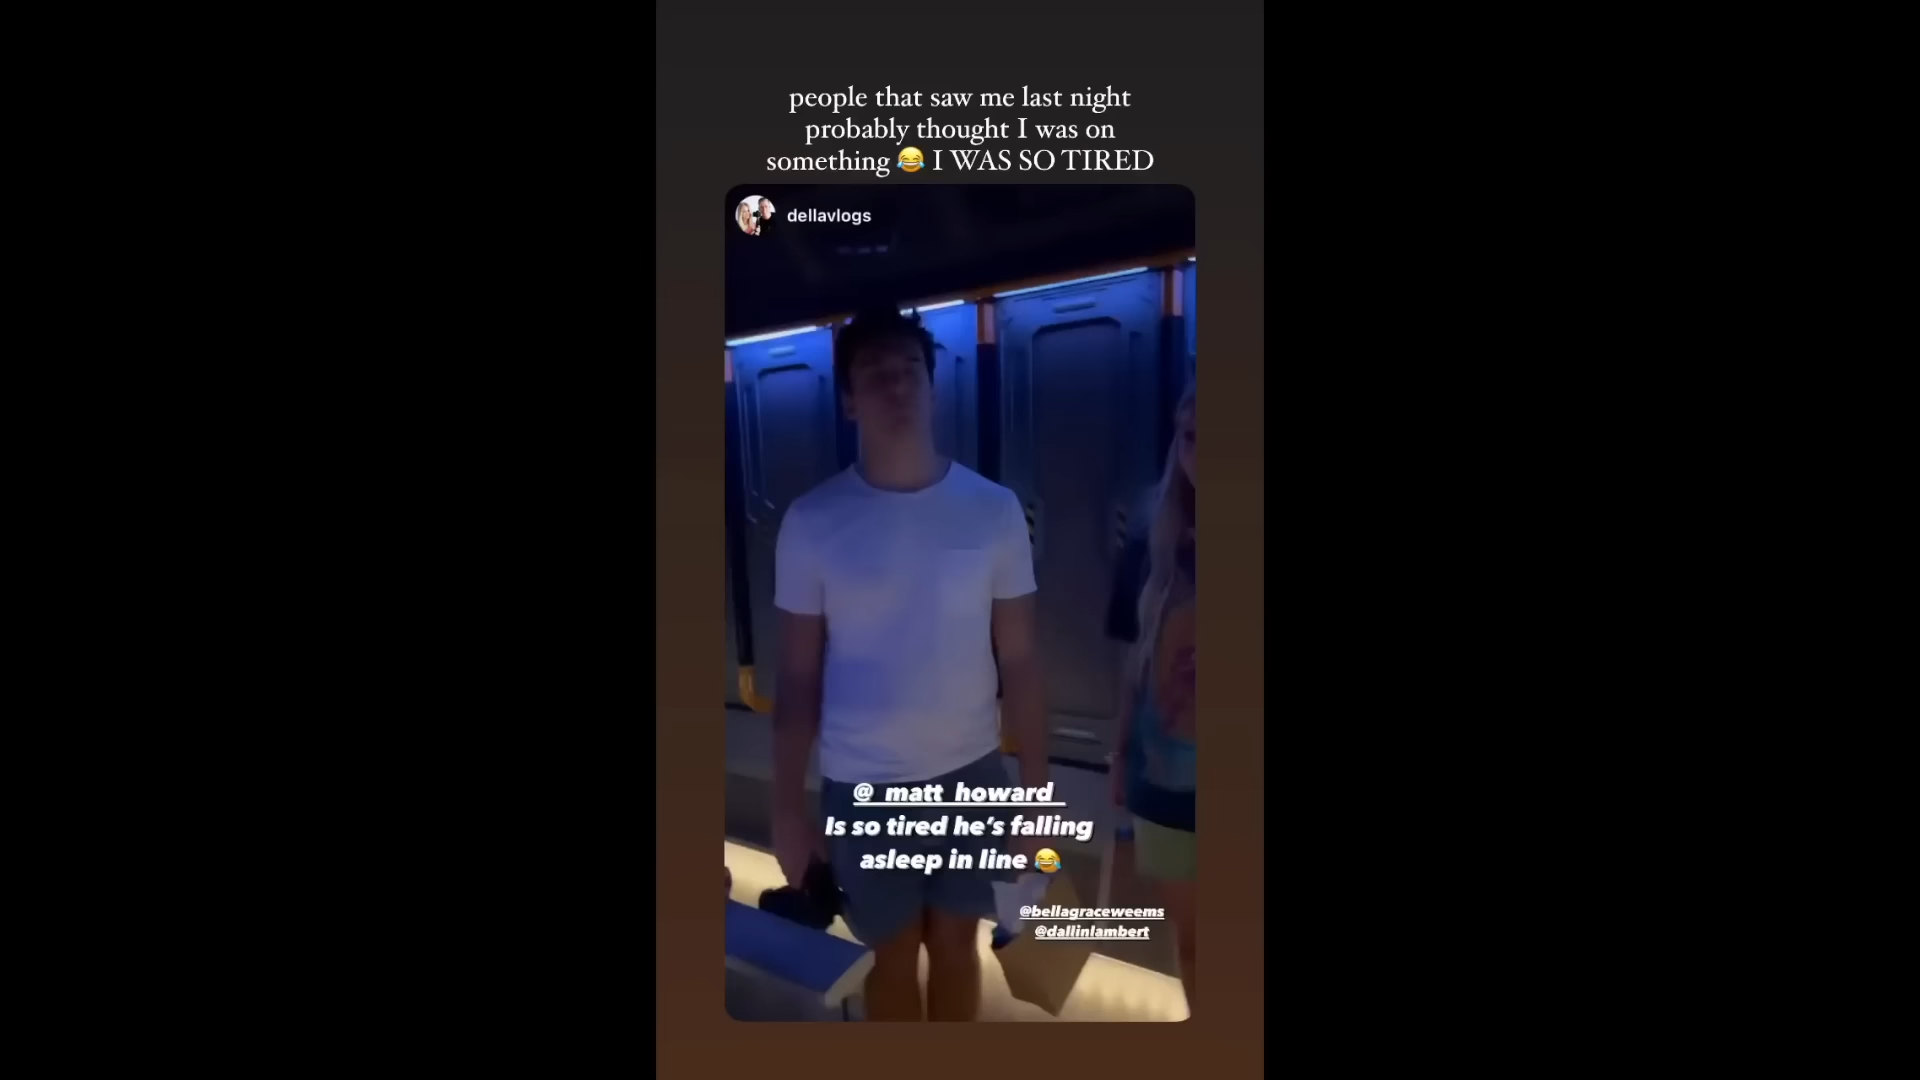 people that saw me last night
probably thought I was on
something 😂 I WAS SO TIRED
dellavlogs
@_matt_howard_
Is so tired he's falling
asleep in line 😂
@bellagraceweems
@dallinlambert